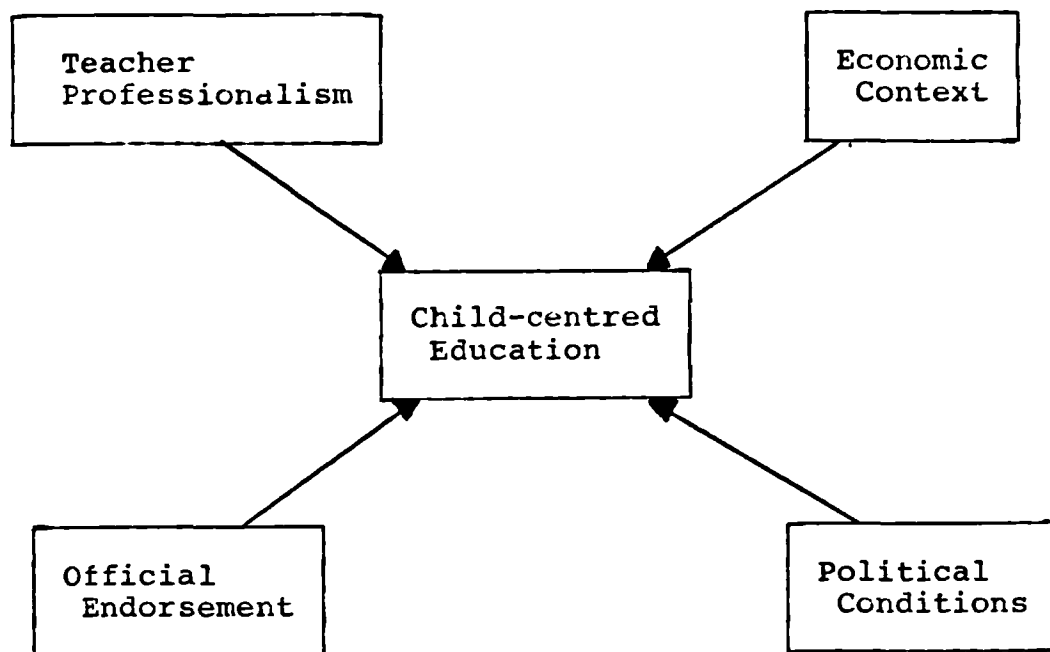 Teacher
Professionalism
Economic
Context
Child-centred
Education
Official
Endorsement
Political
Conditions